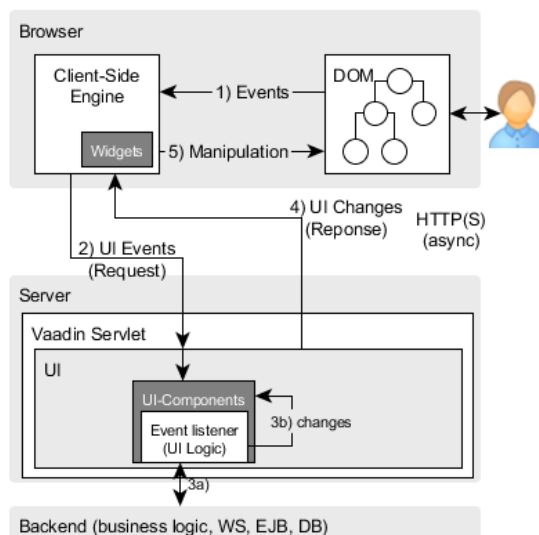 Browser
Client-Side
Engine
DOM
1) Events
Widgets
5) Manipulation
4) UI Changes
(Reponse)
HTTP(S)
(async)
2) UI Events
(Request)
Server
Vaadin Servlet
UI
UI-Components
Event listener
(UI Logic)
3b) changes
3a)
Backend (business logic, WS, EJB, DB)